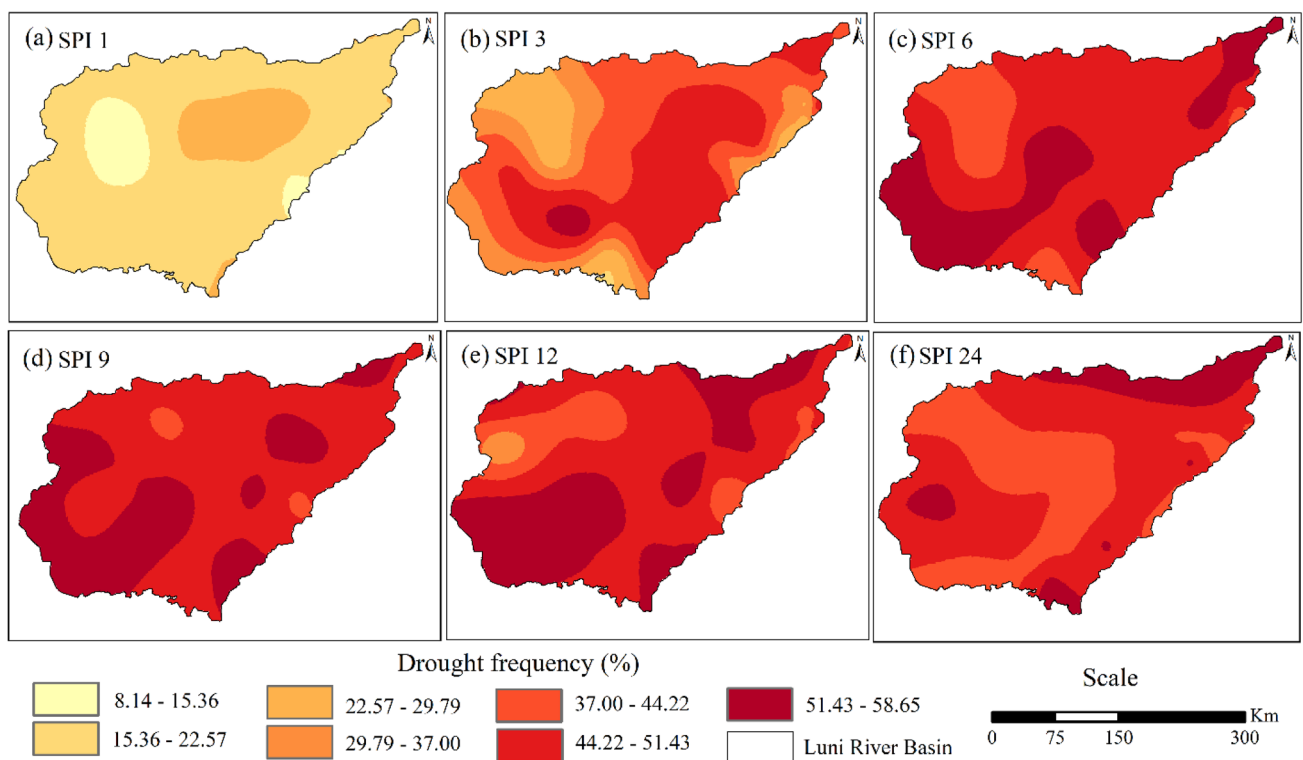 (a) SPI 1
N
(b) SPI 3
N
(c) SPI 6
N
(d) SPI 9
N
(e) SPI 12
N
(f) SPI 24
N
Drought frequency (%)
8.14 - 15.36
15.36 - 22.57
22.57 - 29.79
29.79 - 37.00
37.00 - 44.22
44.22 - 51.43
51.43 - 58.65
Luni River Basin
Scale
Km
0 75 150 300